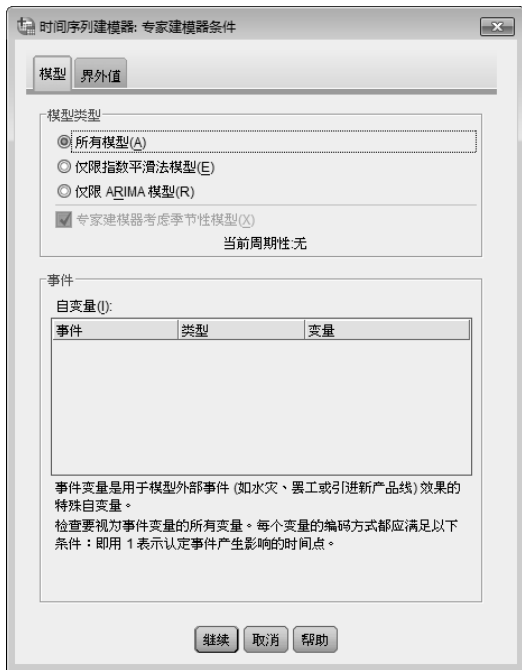 时间序列建模器: 专家建模器条件
模型
界外值
模型类型
所有模型(A)
仅限指数平滑法模型(E)
仅限 ARIMA 模型(R)
专家建模器考虑季节性模型(X)
当前周期性:无
事件
自变量(I):
事件 类型 变量
事件变量是用于模型外部事件 (如水灾、罢工或引进新产品线) 效果的
特殊自变量。
检查要视为事件变量的所有变量。每个变量的编码方式都应满足以下
条件：即用 1 表示认定事件产生影响的时间点。
继续 取消 帮助